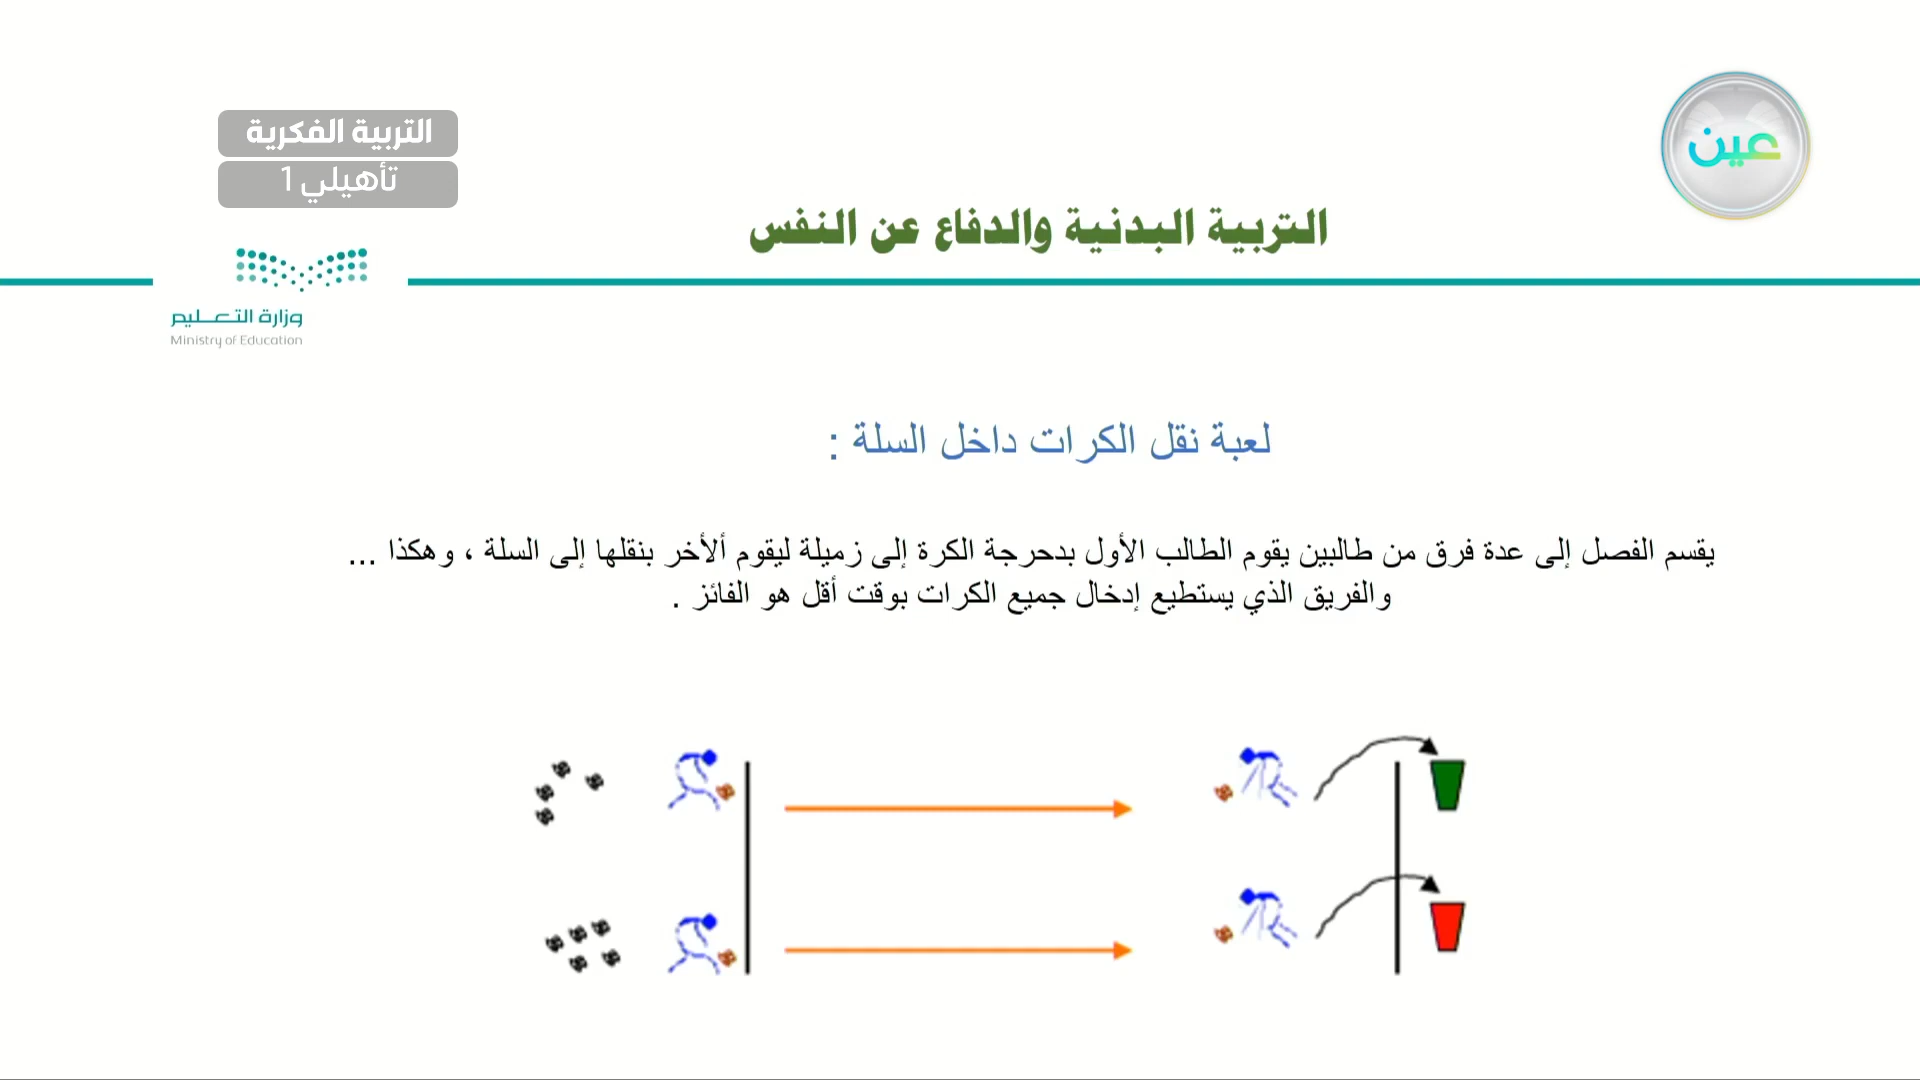 التربية الفكرية
تأهيلي 1
عين
التربية البدنية والدفاع عن النفس
وزارة التعليم
Ministry of Education
لعبة نقل الكرات داخل السلة :
يقسم الفصل إلى عدة فرق من طالبين يقوم الطالب الأول بدحرجة الكرة إلى زميلة ليقوم ألأخر بنقلها إلى السلة ، وهكذا ...
والفريق الذي يستطيع إدخال جميع الكرات بوقت أقل هو الفائز .